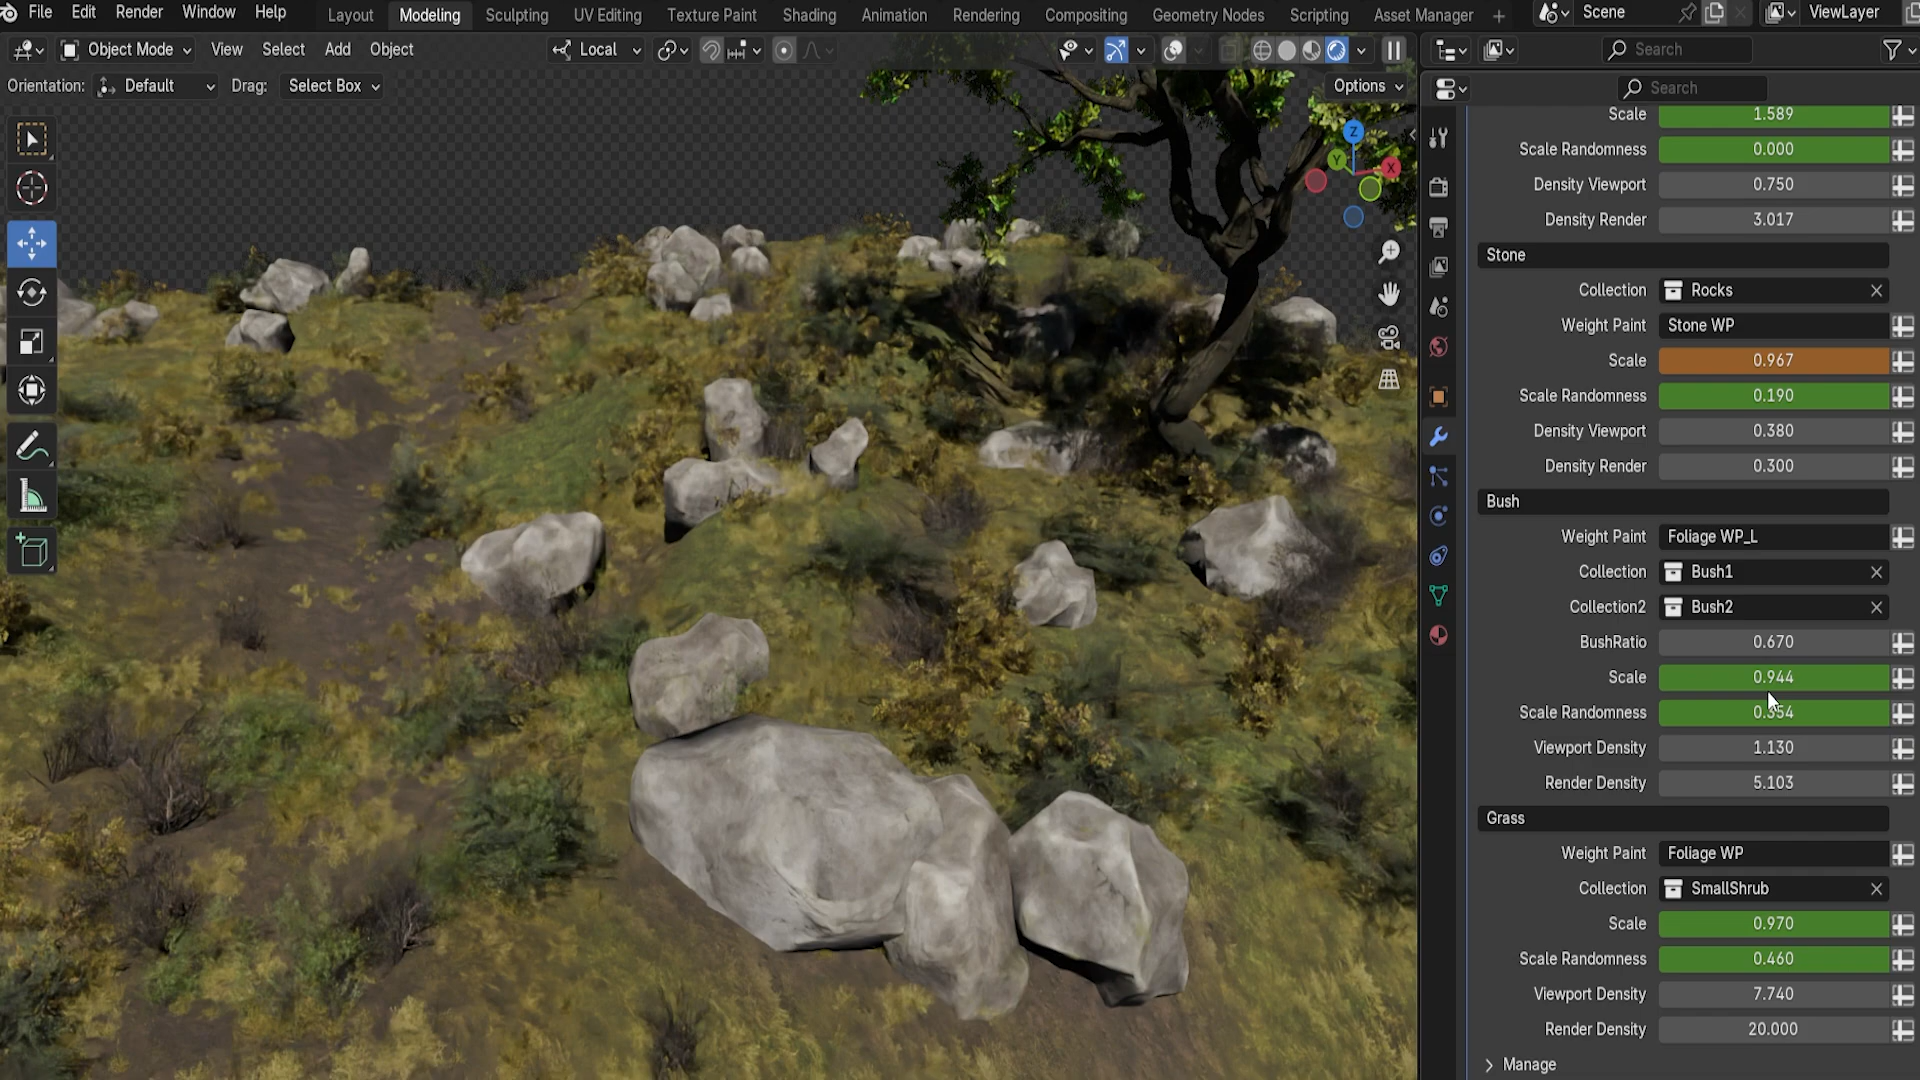 File Edit Render Window Help Layout Modeling Sculpting UV Editing Texture Paint Shading Animation Rendering Compositing Geometry Nodes Scripting Asset Manager + Scene ViewLayer
Object Mode View Select Add Object Local Search
Orientation: Default Drag: Select Box Options Search
Z
Y
X
Scale 1.589
Scale Randomness 0.000
Density Viewport 0.750
Density Render 3.017
Stone
Collection Rocks
Weight Paint Stone WP
Scale 0.967
Scale Randomness 0.190
Density Viewport 0.380
Density Render 0.300
Bush
Weight Paint Foliage WP_L
Collection Bush1
Collection2 Bush2
BushRatio 0.670
Scale 0.944
Scale Randomness 0.354
Viewport Density 1.130
Render Density 5.103
Grass
Weight Paint Foliage WP
Collection SmallShrub
Scale 0.970
Scale Randomness 0.460
Viewport Density 7.740
Render Density 20.000
Manage